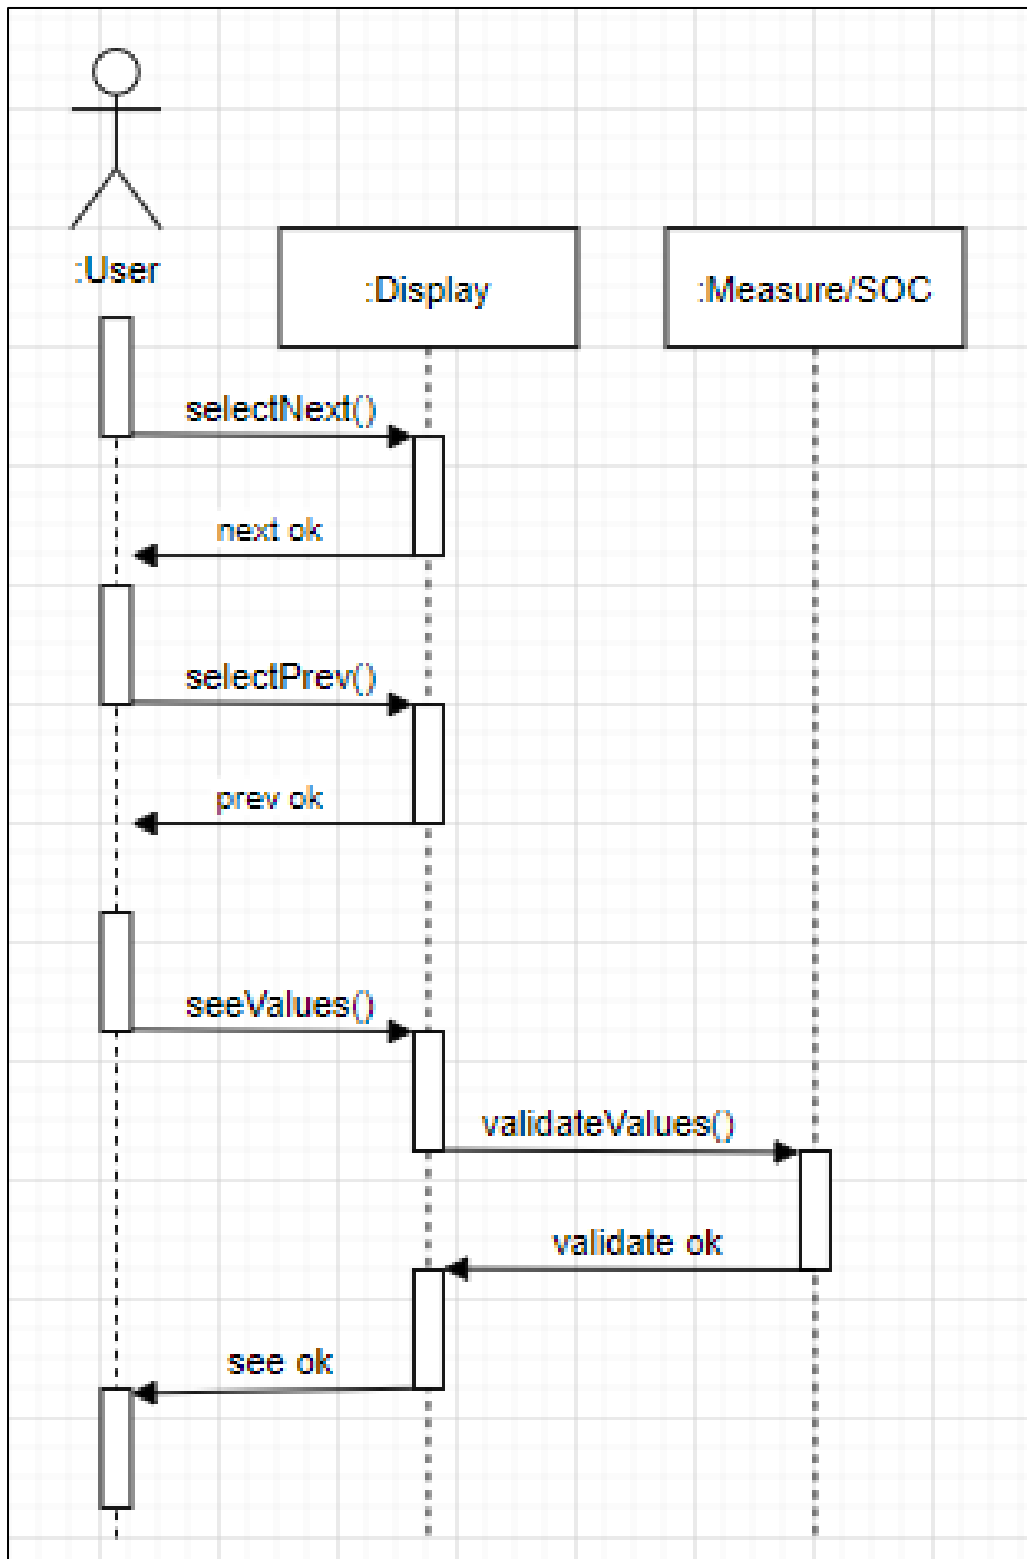 :User
:Display
:Measure/SOC
selectNext()
next ok
selectPrev()
prev ok
seeValues()
validateValues()
validate ok
see ok